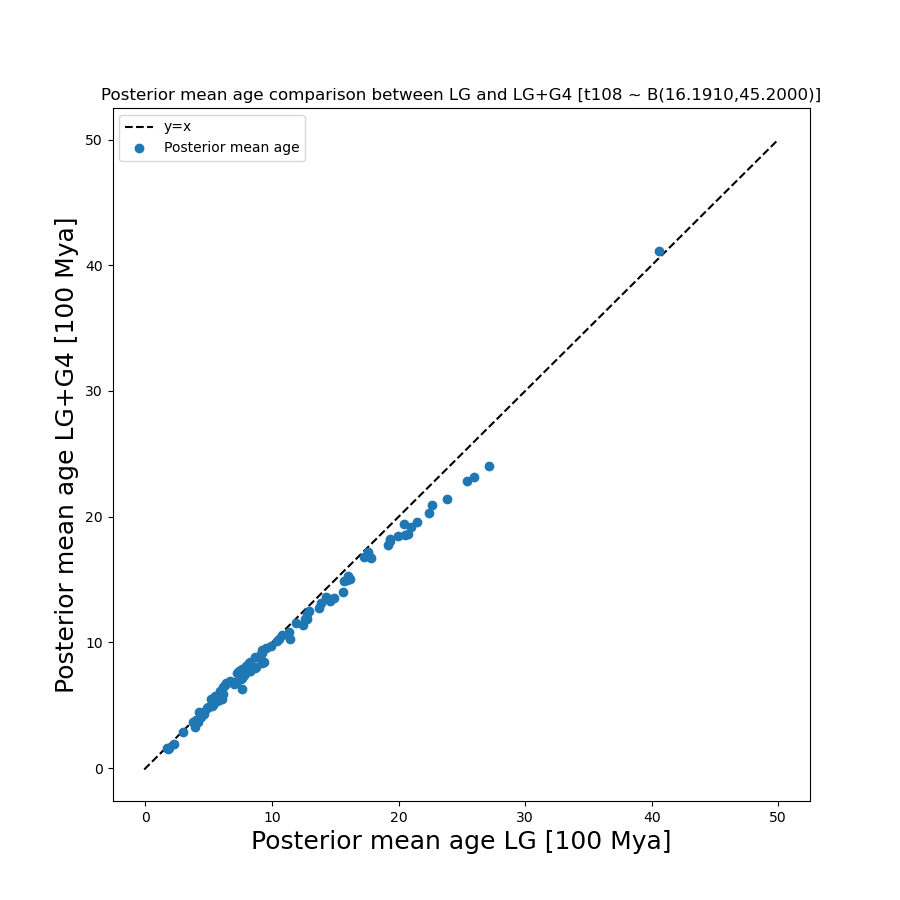 Posterior mean age comparison between LG and LG+G4 [t108 ~ B(16.1910,45.2000)]
y=x
Posterior mean age
50
40
30
20
10
0
Posterior mean age LG+G4 [100 Mya]
0 10 20 30 40 50
Posterior mean age LG [100 Mya]